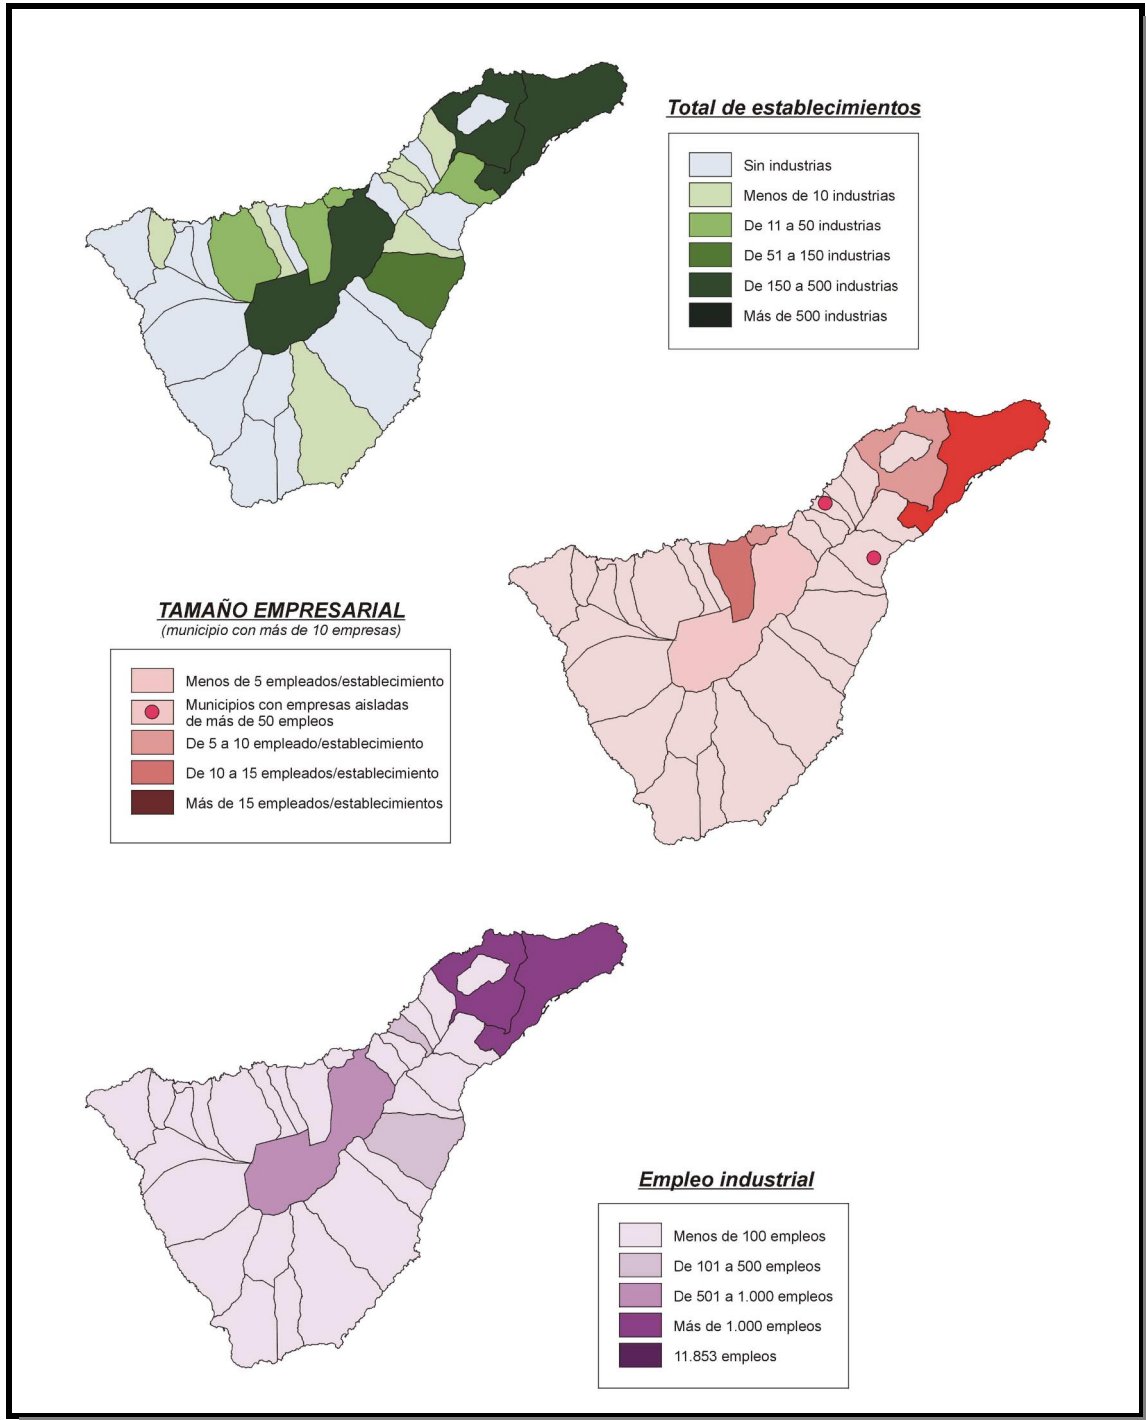 Total de establecimientos
Sin industrias
Menos de 10 industrias
De 11 a 50 industrias
De 51 a 150 industrias
De 150 a 500 industrias
Más de 500 industrias
TAMAÑO EMPRESARIAL
(municipio con más de 10 empresas)
Menos de 5 empleados/establecimiento
Municipios con empresas aisladas
de más de 50 empleos
De 5 a 10 empleado/establecimiento
De 10 a 15 empleados/establecimiento
Más de 15 empleados/establecimientos
Empleo industrial
Menos de 100 empleos
De 101 a 500 empleos
De 501 a 1.000 empleos
Más de 1.000 empleos
11.853 empleos